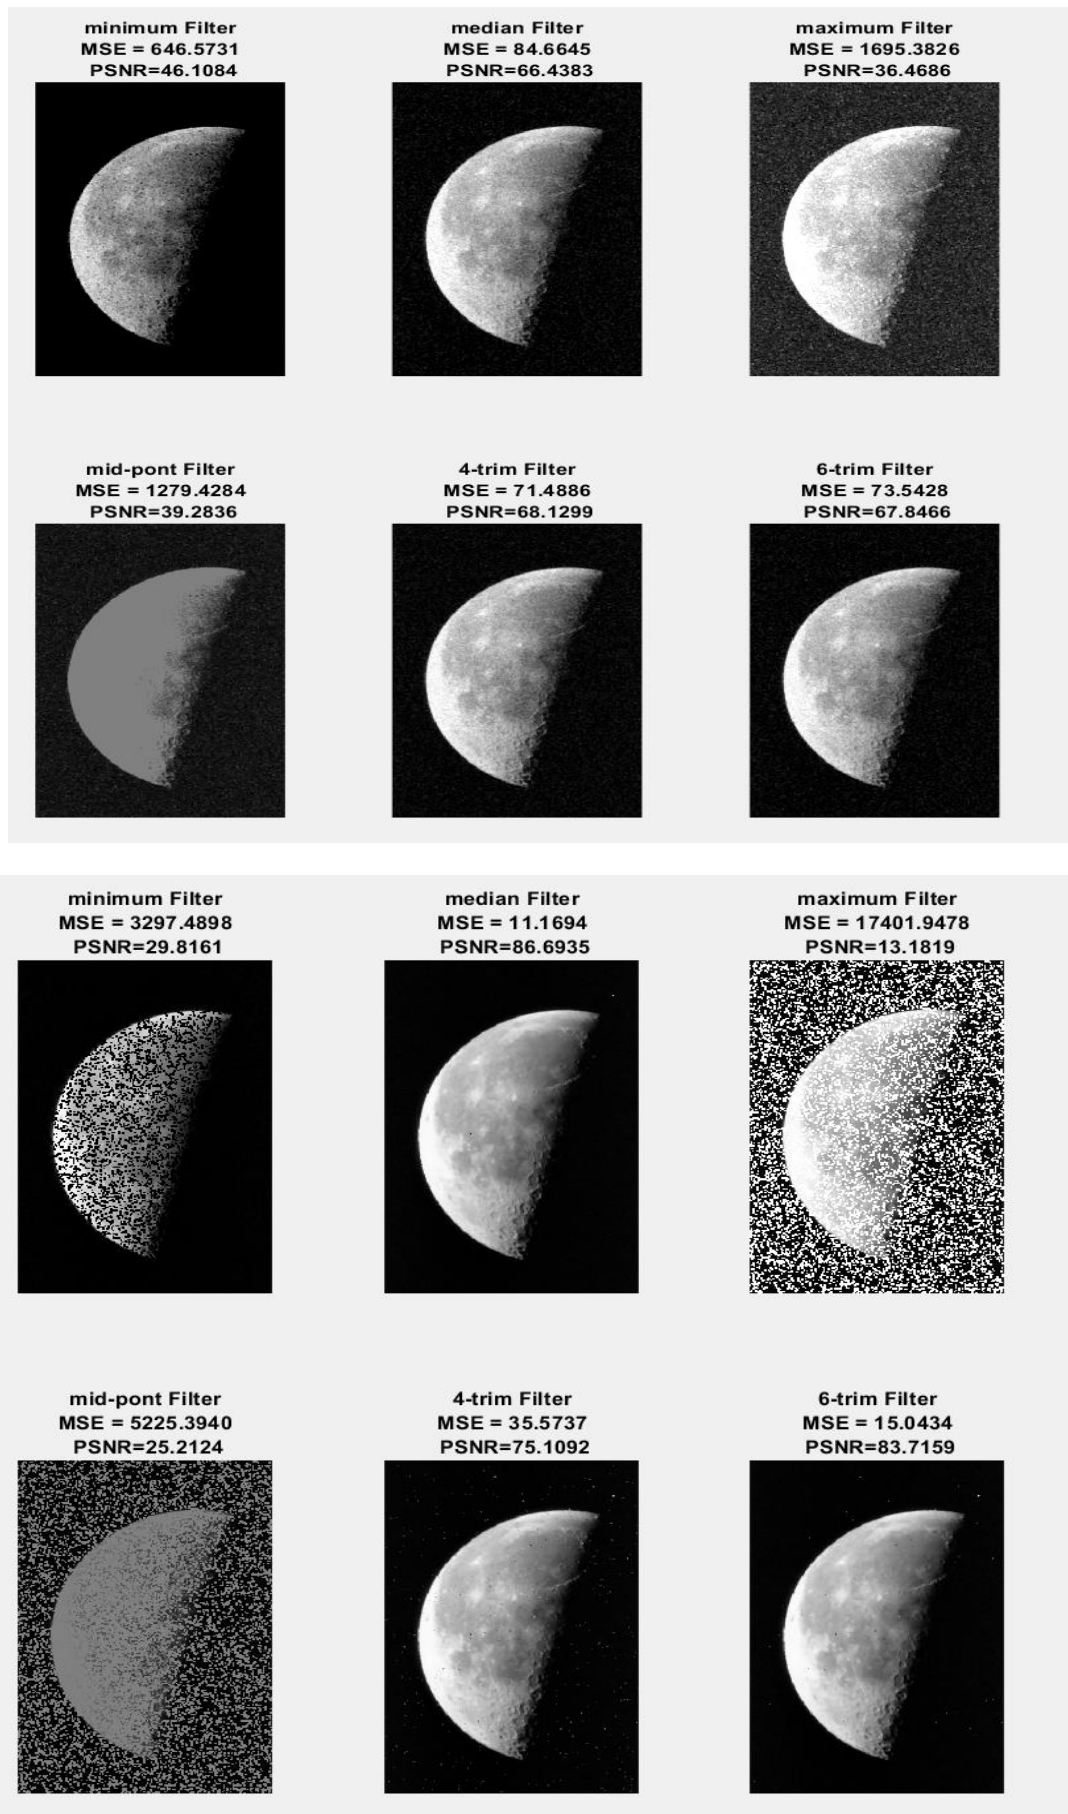 minimum Filter
MSE = 646.5731
PSNR=46.1084
median Filter
MSE = 84.6645
PSNR=66.4383
maximum Filter
MSE = 1695.3826
PSNR=36.4686
mid-pont Filter
MSE = 1279.4284
PSNR=39.2836
4-trim Filter
MSE = 71.4886
PSNR=68.1299
6-trim Filter
MSE = 73.5428
PSNR=67.8466
minimum Filter
MSE = 3297.4898
PSNR=29.8161
median Filter
MSE = 11.1694
PSNR=86.6935
maximum Filter
MSE = 17401.9478
PSNR=13.1819
mid-pont Filter
MSE = 5225.3940
PSNR=25.2124
4-trim Filter
MSE = 35.5737
PSNR=75.1092
6-trim Filter
MSE = 15.0434
PSNR=83.7159